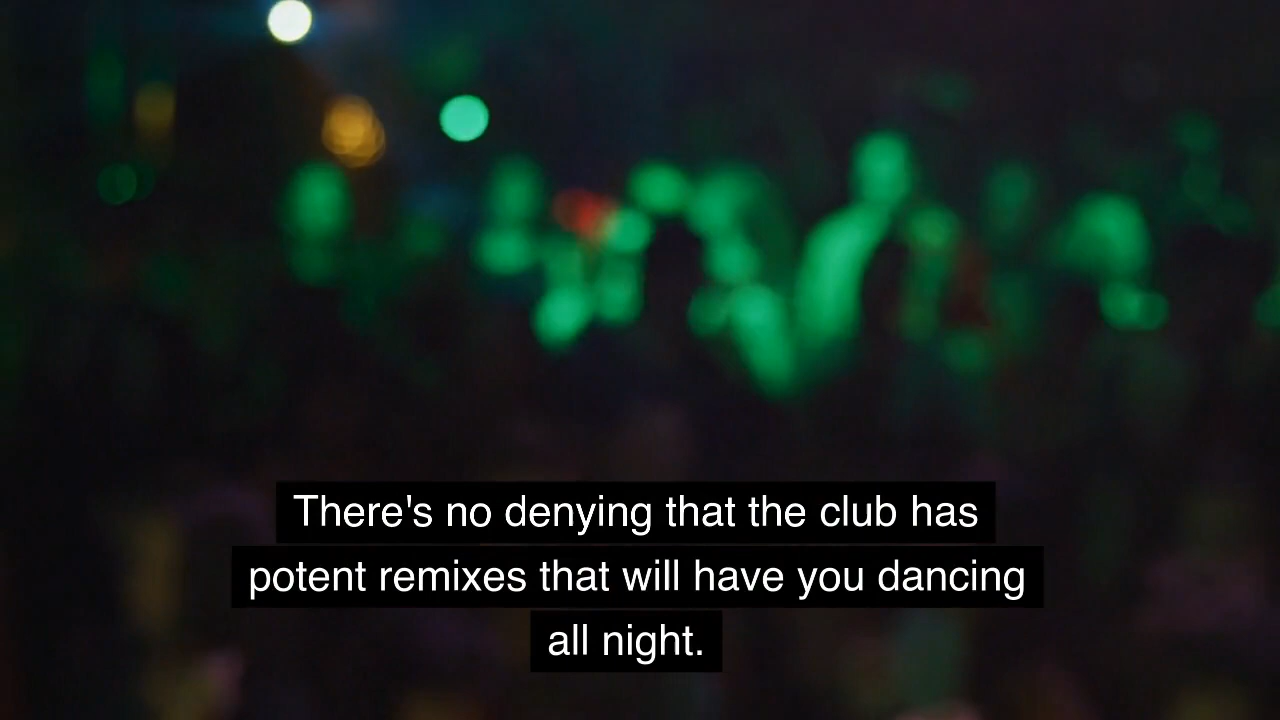 There's no denying that the club has
potent remixes that will have you dancing
all night.